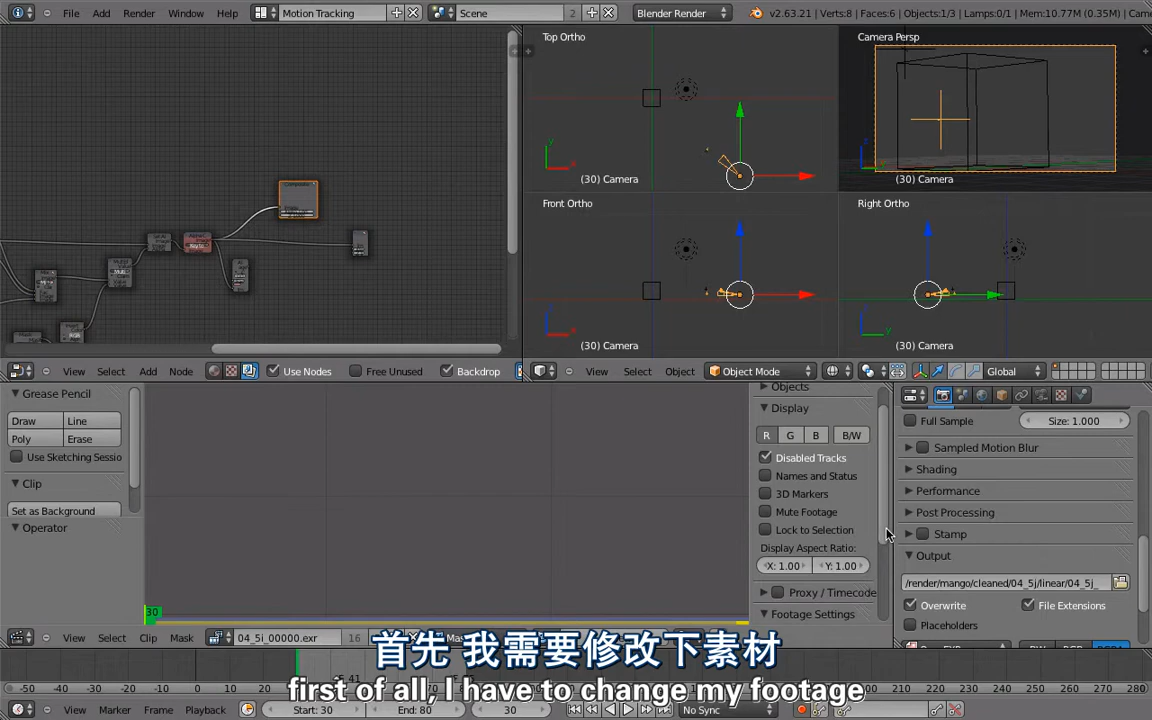 File Add Render Window Help Motion Tracking Scene 2 Blender Render v2.63.21 | Verts:8 | Faces:6 | Objects:1/3 | Lamps:0/1 | Mem:10.77M (0.35M) | Came
Top Ortho
Camera Persp
(30) Camera
(30) Camera
Front Ortho
Right Ortho
(30) Camera
(30) Camera
View Select Add Node Use Nodes Free Unused Backdrop
View Select Object Object Mode Global
Grease Pencil
Draw Line
Poly Erase
Use Sketching Sessio
Clip
Set as Background
Operator
30
Objects
Display
R G B B/W
Disabled Tracks
Names and Status
3D Markers
Mute Footage
Lock to Selection
Display Aspect Ratio:
X: 1.00 Y: 1.00
Proxy / Timecode
Footage Settings
Full Sample Size: 1.000
Sampled Motion Blur
Shading
Performance
Post Processing
Stamp
Output
/render/mango/cleaned/04_5j/linear/04_5j_
Overwrite File Extensions
Placeholders
View Select Clip Mask 04_5i_00000.exr 16
首先 我需要修改下素材
first of all, I have to change my footage
-50 -40 -30 -20 -10 0 10 20
240 250 260 270 280
View Marker Frame Playback Start: 30 End: 80 30 No Sync